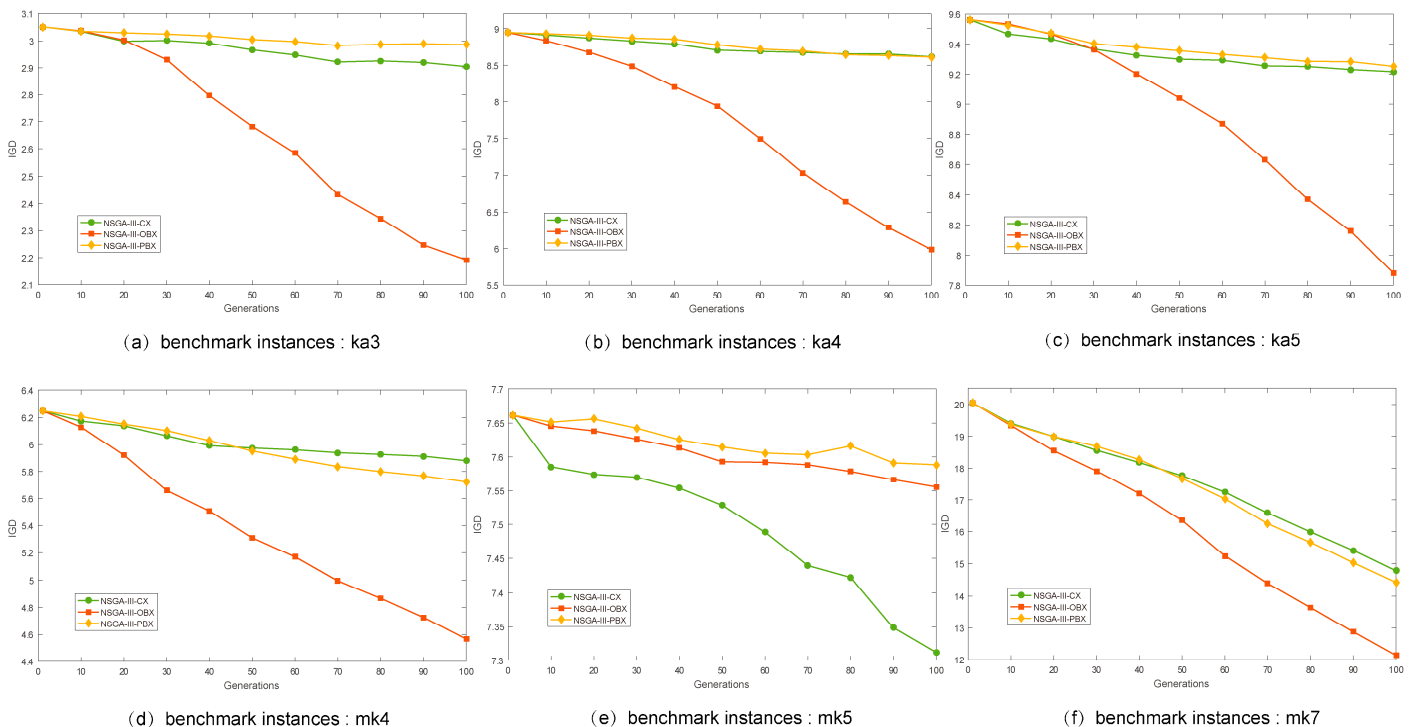 3.1
3
2.9
2.8
2.7
2.6
2.5
2.4
2.3
2.2
2.1
IGD
NSGA-III-CX
NSGA-III-OBX
NSGA-III-PBX
0 10 20 30 40 50 60 70 80 90 100
Generations
(a) benchmark instances : ka3
9
8.5
8
7.5
7
6.5
6
5.5
IGD
NSGA-III-CX
NSGA-III-OBX
NSGA-III-PBX
0 10 20 30 40 50 60 70 80 90 100
Generations
(b) benchmark instances : ka4
9.6
9.4
9.2
9
8.8
8.6
8.4
8.2
8
7.8
IGD
NSGA-III-CX
NSGA-III-OBX
NSGA-III-PBX
0 10 20 30 40 50 60 70 80 90 100
Generations
(c) benchmark instances : ka5
6.4
6.2
6
5.8
5.6
5.4
5.2
5
4.8
4.6
4.4
IGD
NSGA-III-CX
NSGA-III-OBX
NSGA-III-PBX
0 10 20 30 40 50 60 70 80 90 100
Generations
(d) benchmark instances : mk4
7.7
7.65
7.6
7.55
7.5
7.45
7.4
7.35
7.3
IGD
NSGA-III-CX
NSGA-III-OBX
NSGA-III-PBX
0 10 20 30 40 50 60 70 80 90 100
Generations
(e) benchmark instances : mk5
20
19
18
17
16
15
14
13
12
IGD
NSGA-III-CX
NSGA-III-OBX
NSGA-III-PBX
0 10 20 30 40 50 60 70 80 90 100
Generations
(f) benchmark instances : mk7